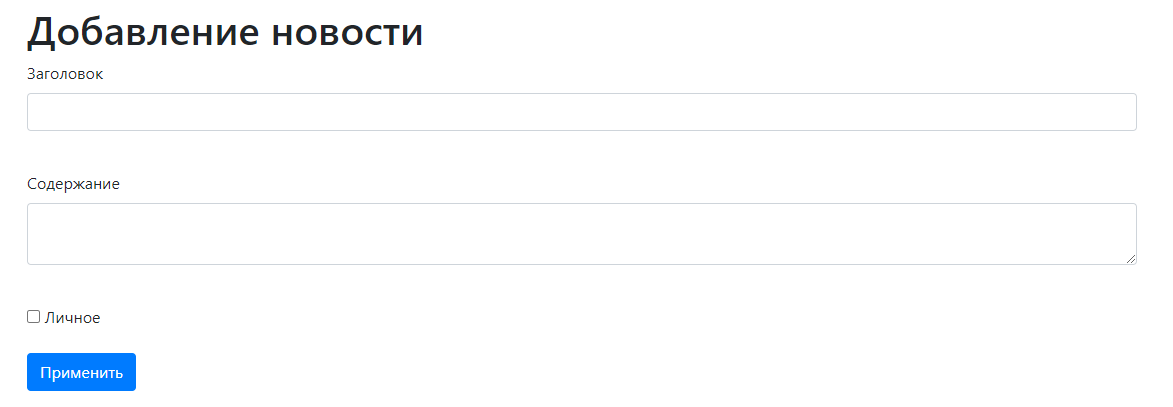 Добавление новости
Заголовок
Содержание
Личное
Применить